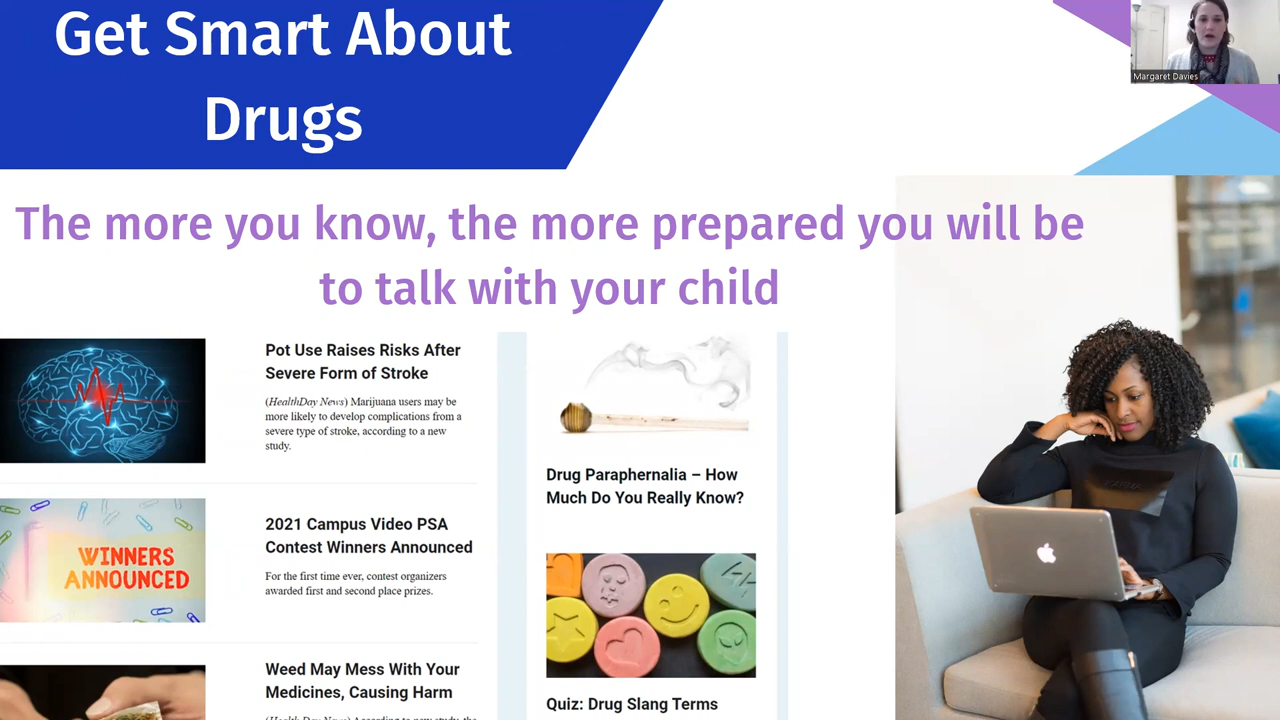 Get Smart About
Drugs
Margaret Davies
The more you know, the more prepared you will be
to talk with your child
Pot Use Raises Risks After
Severe Form of Stroke
(HealthDay News) Marijuana users may be
more likely to develop complications from a
severe type of stroke, according to a new
study.
WINNERS
ANNOUNCED
2021 Campus Video PSA
Contest Winners Announced
For the first time ever, contest organizers
awarded first and second place prizes.
Weed May Mess With Your
Medicines, Causing Harm
Drug Paraphernalia – How
Much Do You Really Know?
Quiz: Drug Slang Terms